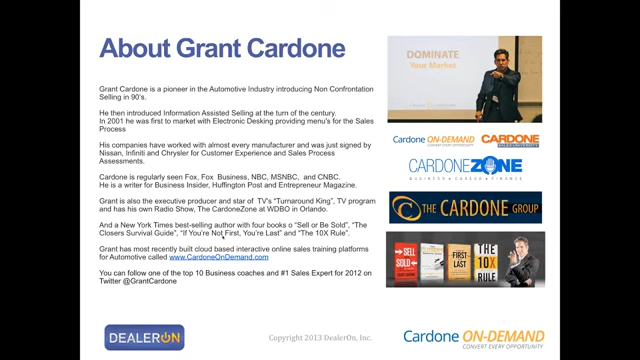 About Grant Cardone
Grant Cardone is a pioneer in the Automotive Industry introducing Non Confrontation
Selling in 90's.
He then introduced Information Assisted Selling at the turn of the century.
In 2001 he was first to market with Electronic Desking providing menu's for the Sales
Process
His companies have worked with almost every manufacturer and was just signed by
Nissan, Infiniti and Chrysler for Customer Experience and Sales Process
Assessments.
Cardone is regularly seen Fox, Fox Business, NBC, MSNBC, and CNBC.
He is a writer for Business Insider, Huffington Post and Entrepreneur Magazine.
Grant is also the executive producer and star of TV's "Turnaround King", TV program
and has his own Radio Show, The CardoneZone at WDBO in Orlando.
And a New York Times best-selling author with four books o "Sell or Be Sold", "The
Closers Survival Guide", "If You're Not First, You're Last" and "The 10X Rule".
Grant has most recently built cloud based interactive online sales training platforms
for Automotive called www.CardoneOnDemand.com
You can follow one of the top 10 Business coaches and #1 Sales Expert for 2012 on
Twitter @GrantCardone
DOMINATE
Your Market
Cardone ON-DEMAND
CONVERT EVERY OPPORTUNITY
CARDONE
CARDONE ZONE
BUSINESS • CAREER • FINANCE
THE CARDONE GROUP
SELL
SOLD
FIRST
LAST
THE
10X
RULE
DEALERON
Copyright 2013 DealerOn, Inc.
Cardone ON-DEMAND
CONVERT EVERY OPPORTUNITY